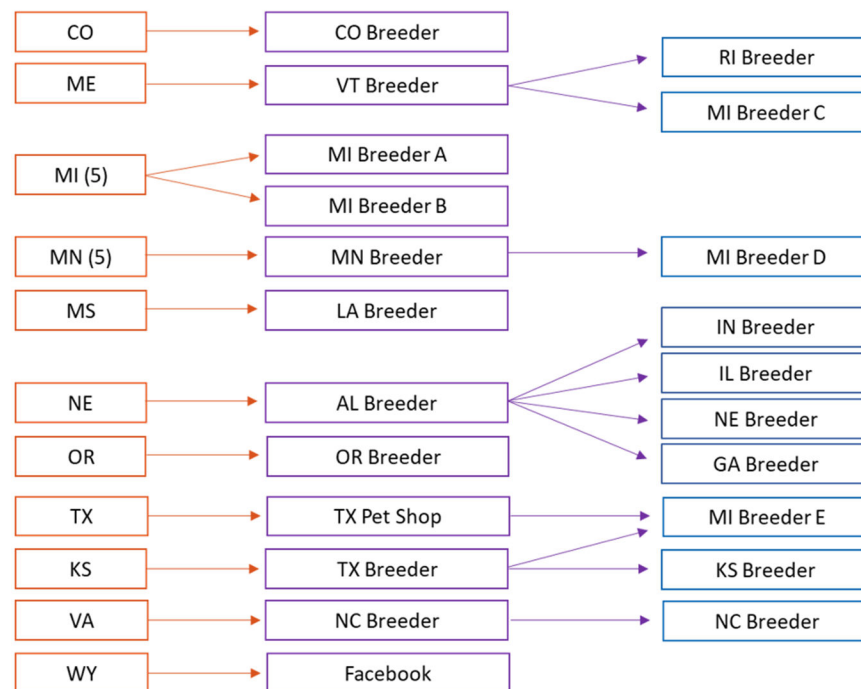 CO
CO Breeder
ME
VT Breeder
RI Breeder
MI Breeder C
MI (5)
MI Breeder A
MI Breeder B
MN (5)
MN Breeder
MI Breeder D
MS
LA Breeder
IN Breeder
IL Breeder
NE
AL Breeder
NE Breeder
OR
OR Breeder
GA Breeder
TX
TX Pet Shop
MI Breeder E
KS
TX Breeder
KS Breeder
VA
NC Breeder
NC Breeder
WY
Facebook